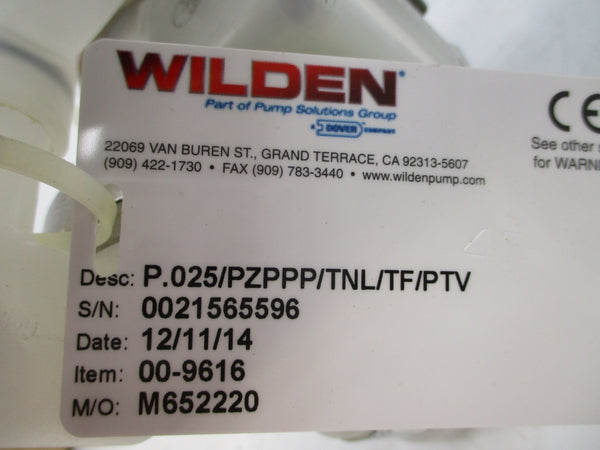 WILDEN®
Part of Pump Solutions Group
A DOVER COMPANY
22069 VAN BUREN ST., GRAND TERRACE, CA 92313-5607
(909) 422-1730 • FAX (909) 783-3440 • www.wildenpump.com
CE
See other s
for WARNI
Desc: P.025/PZPPP/TNL/TF/PTV
S/N: 0021565596
Date: 12/11/14
Item: 00-9616
M/O: M652220